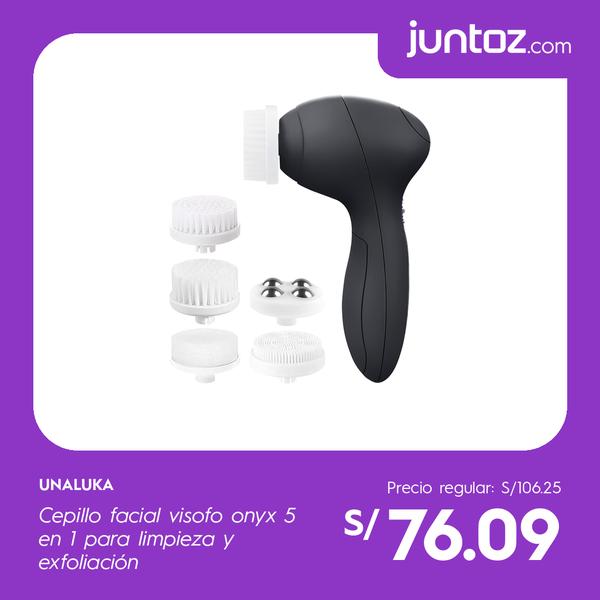 juntoz.com
UNALUKA
Cepillo facial visofo onyx 5
en 1 para limpieza y
exfoliación
Precio regular: S/106.25
S/76.09